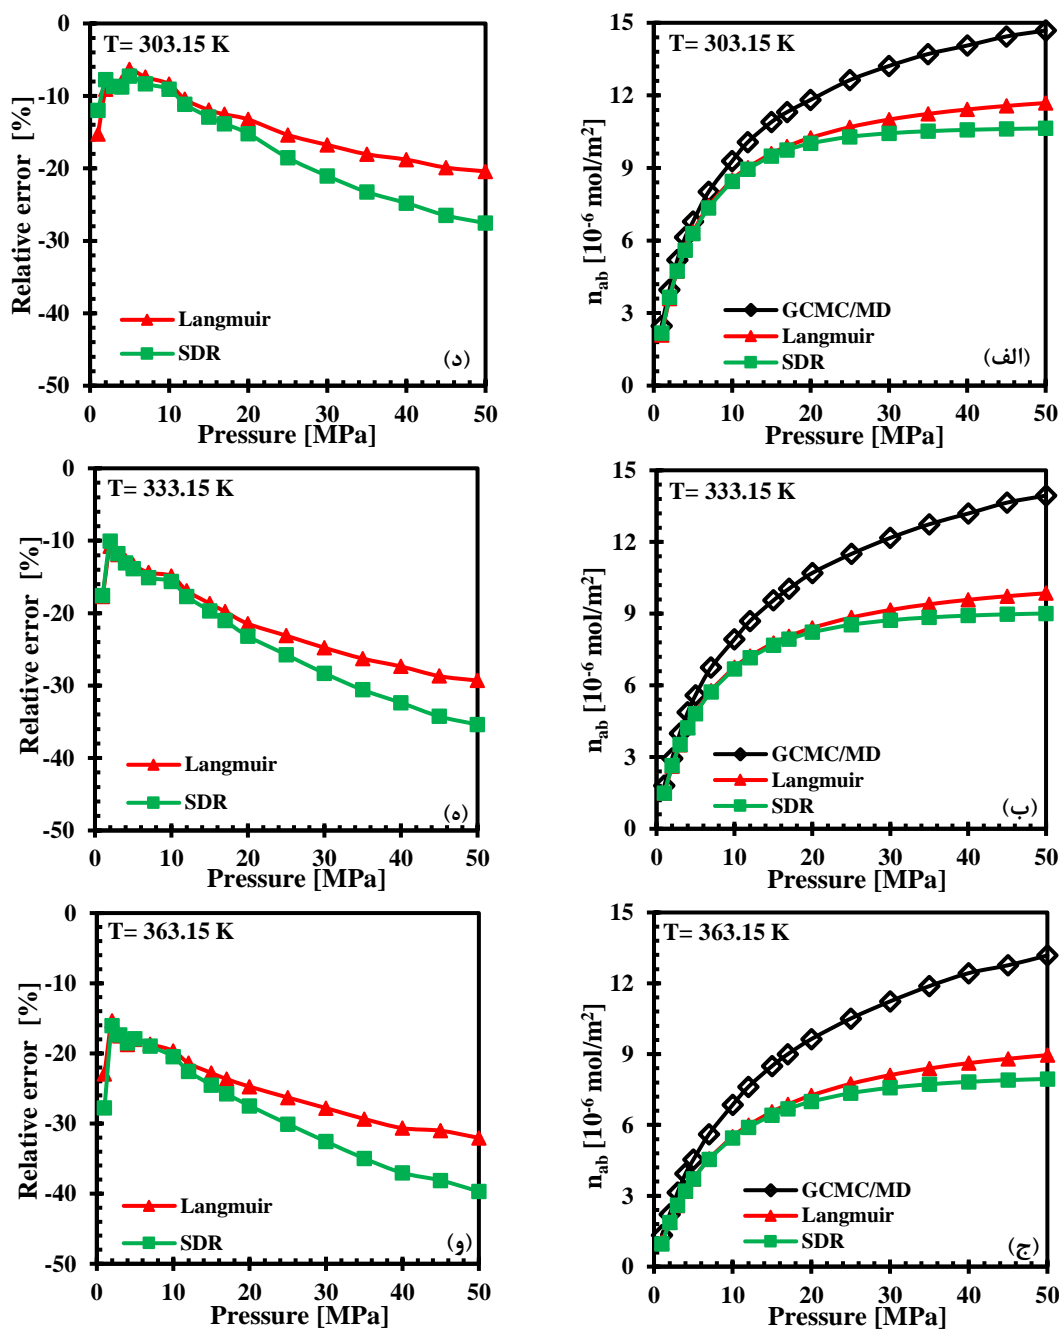 T= 303.15 K
Relative error [%]
0
-10
-20
-30
-40
-50
Langmuir
SDR
(د)
0 10 20 30 40 50
Pressure [MPa]
T= 303.15 K
n_ab [10^-6 mol/m^2]
15
12
9
6
3
0
GCMC/MD
Langmuir
SDR
(الف)
0 10 20 30 40 50
Pressure [MPa]
T= 333.15 K
Relative error [%]
0
-10
-20
-30
-40
-50
Langmuir
SDR
(ه)
0 10 20 30 40 50
Pressure [MPa]
T= 333.15 K
n_ab [10^-6 mol/m^2]
15
12
9
6
3
0
GCMC/MD
Langmuir
SDR
(ب)
0 10 20 30 40 50
Pressure [MPa]
T= 363.15 K
Relative error [%]
0
-10
-20
-30
-40
-50
Langmuir
SDR
(و)
0 10 20 30 40 50
Pressure [MPa]
T= 363.15 K
n_ab [10^-6 mol/m^2]
15
12
9
6
3
0
GCMC/MD
Langmuir
SDR
(ج)
0 10 20 30 40 50
Pressure [MPa]